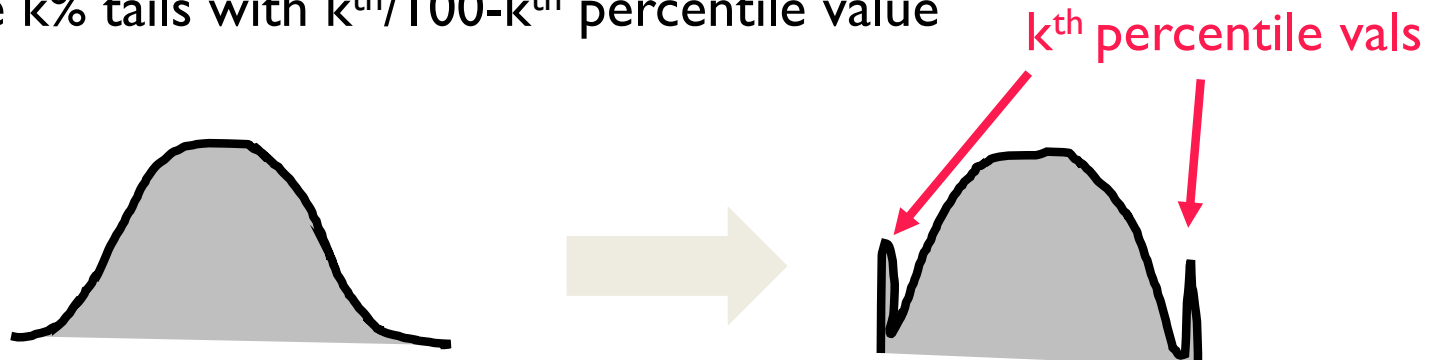 k% tails with kᵗʰ/100-kᵗʰ percentile value
kᵗʰ percentile vals